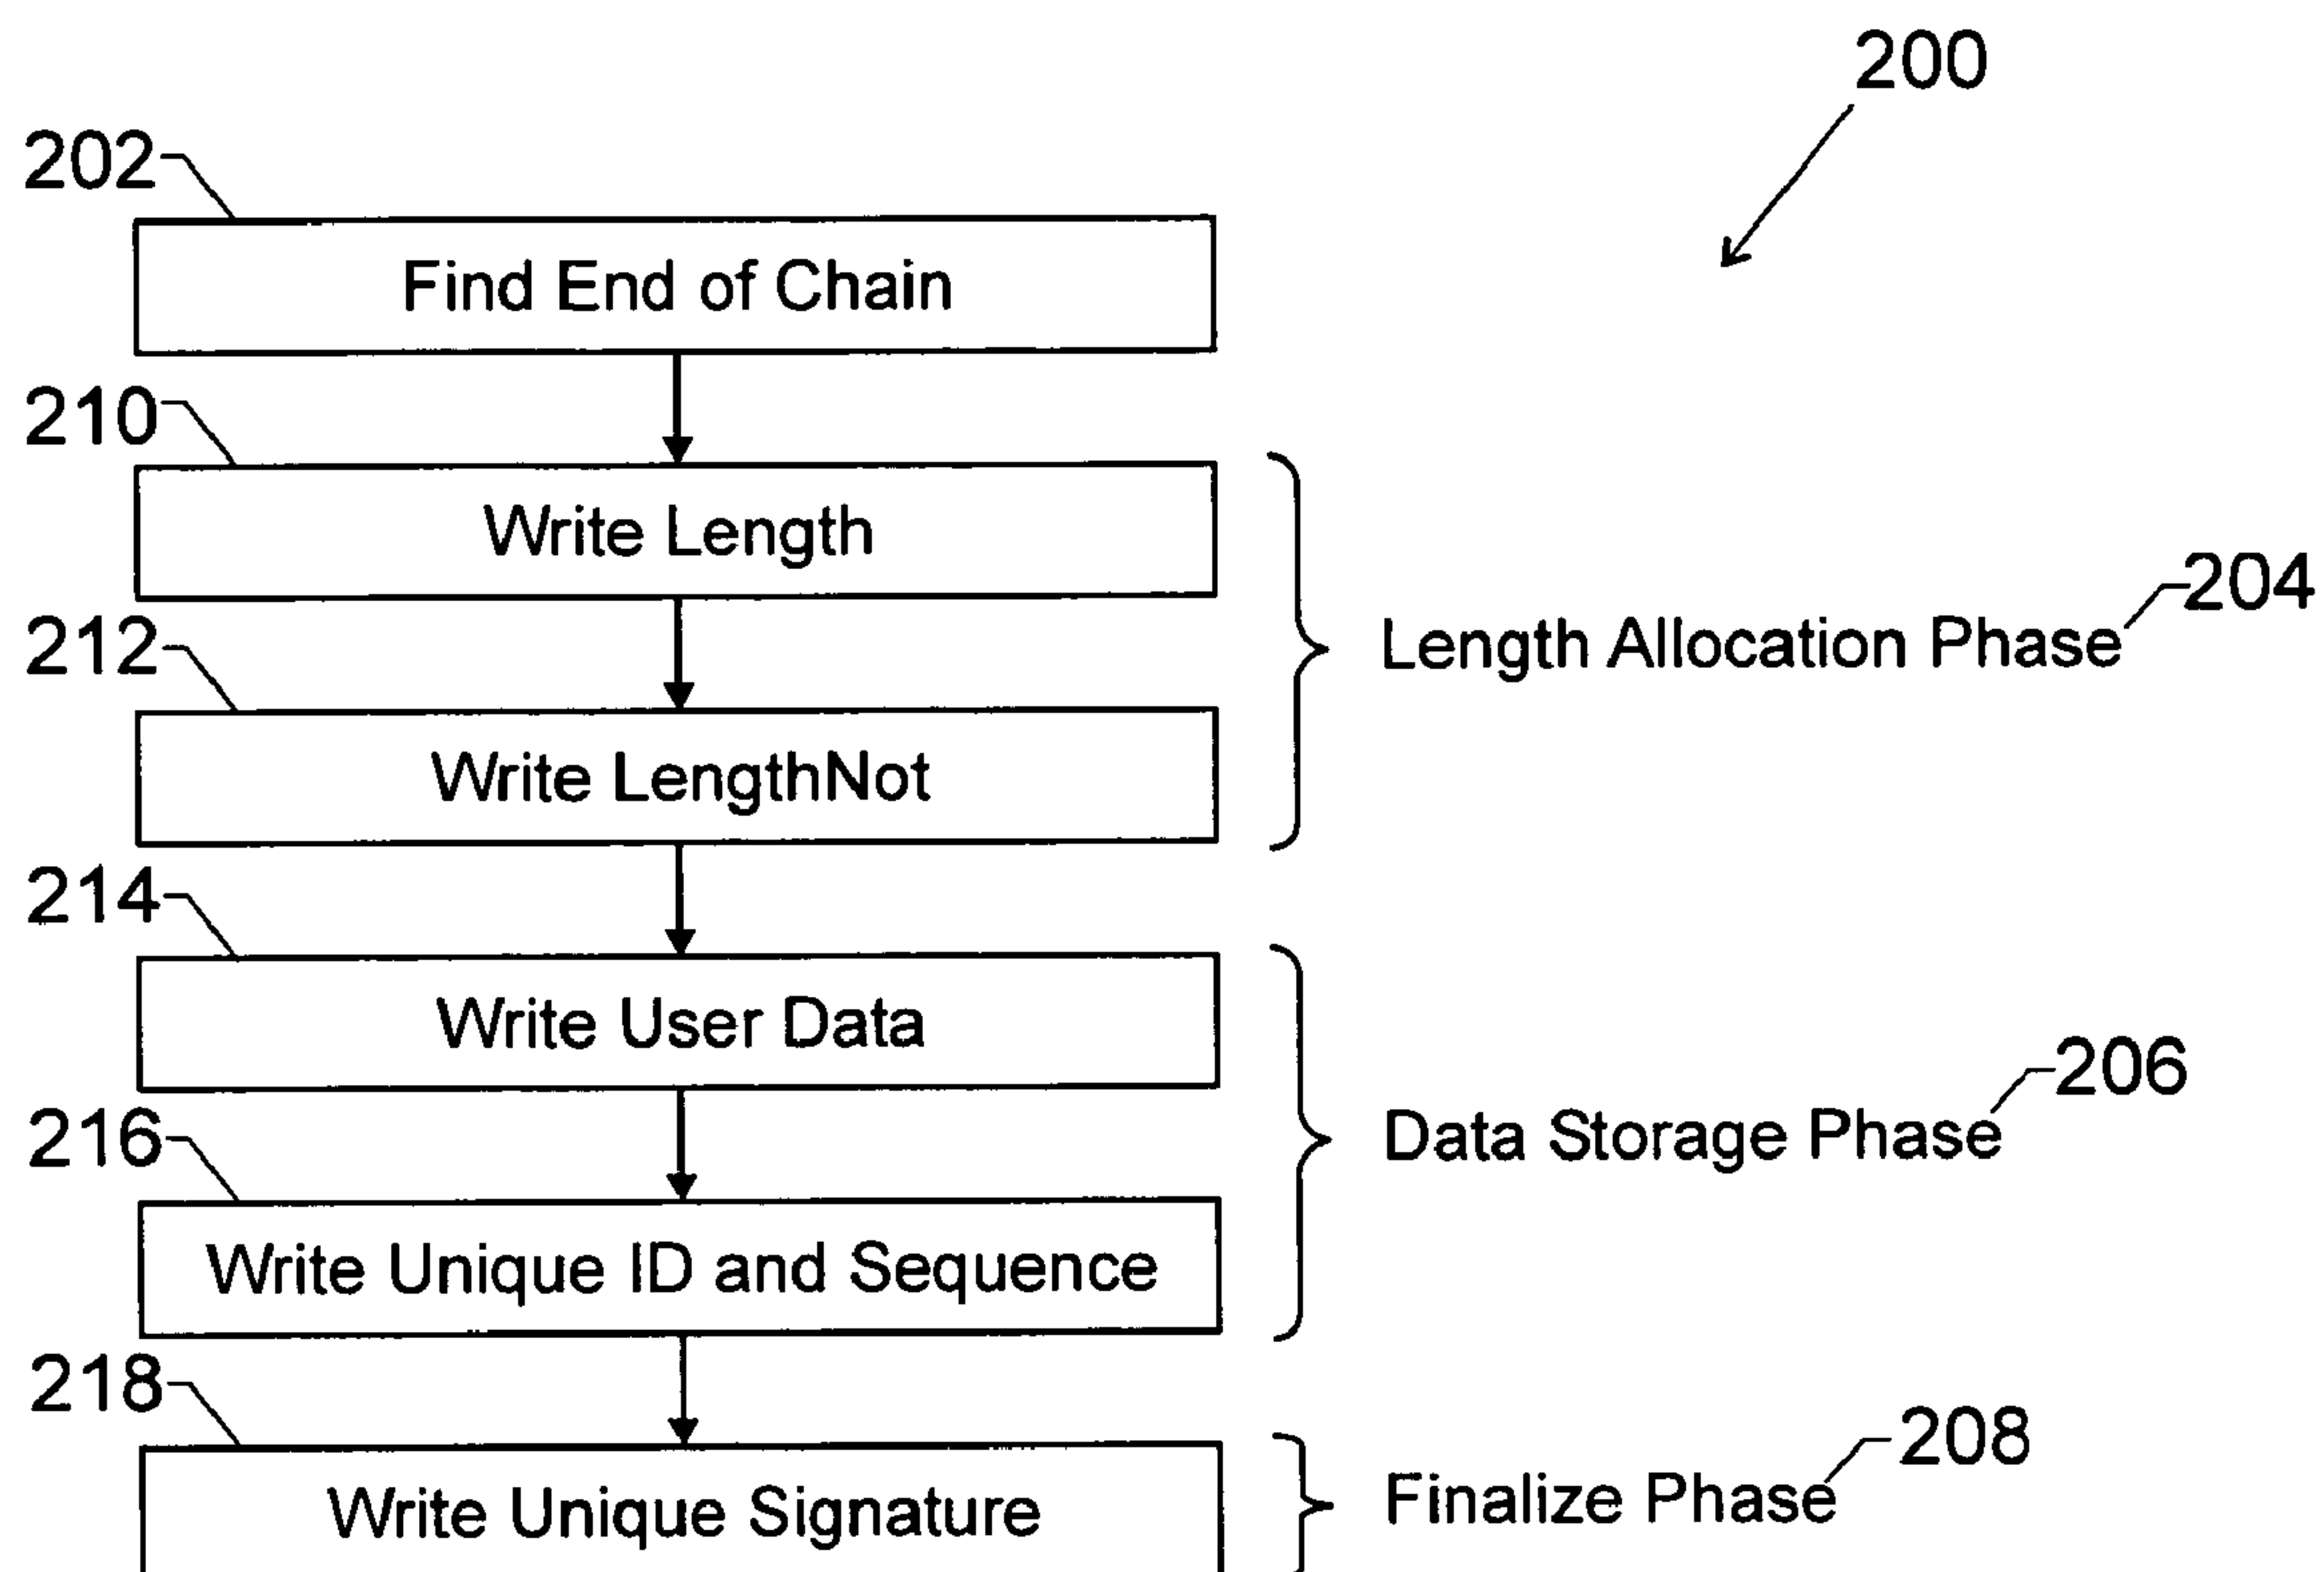 200
202
Find End of Chain
210
Write Length
204
Length Allocation Phase
212
Write LengthNot
214
Write User Data
206
Data Storage Phase
216
Write Unique ID and Sequence
218
208
Write Unique Signature
Finalize Phase